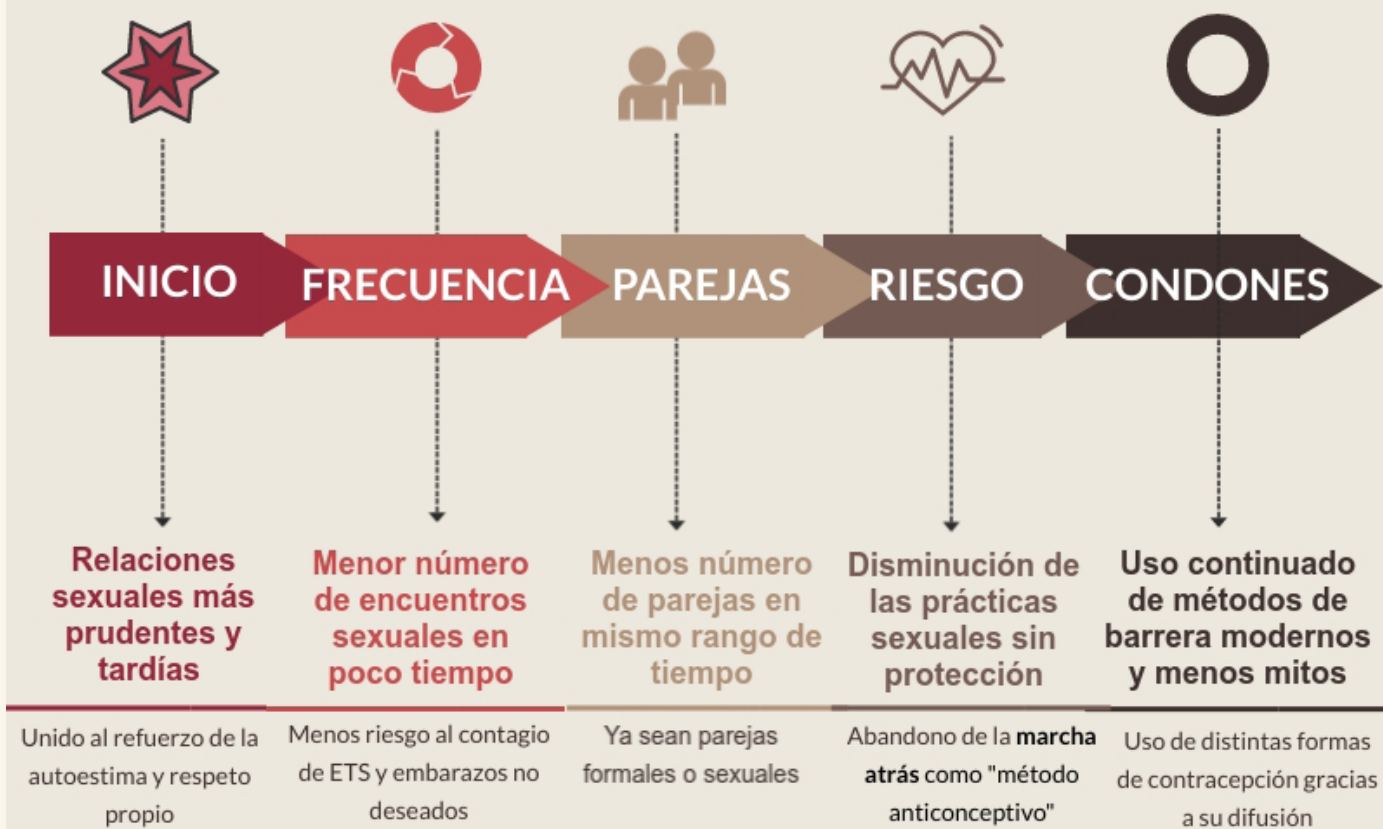 INICIO
FRECUENCIA
PAREJAS
RIESGO
CONDONES
Relaciones
sexuales más
prudentes y
tardías
Unido al refuerzo de la
autoestima y respeto
propio
Menor número
de encuentros
sexuales en
poco tiempo
Menos riesgo al contagio
de ETS y embarazos no
deseados
Menos número
de parejas en
mismo rango de
tiempo
Ya sean parejas
formales o sexuales
Disminución de
las prácticas
sexuales sin
protección
Abandono de la marcha
atrás como "método
anticonceptivo"
Uso continuado
de métodos de
barrera modernos
y menos mitos
Uso de distintas formas
de contracepción gracias
a su difusión